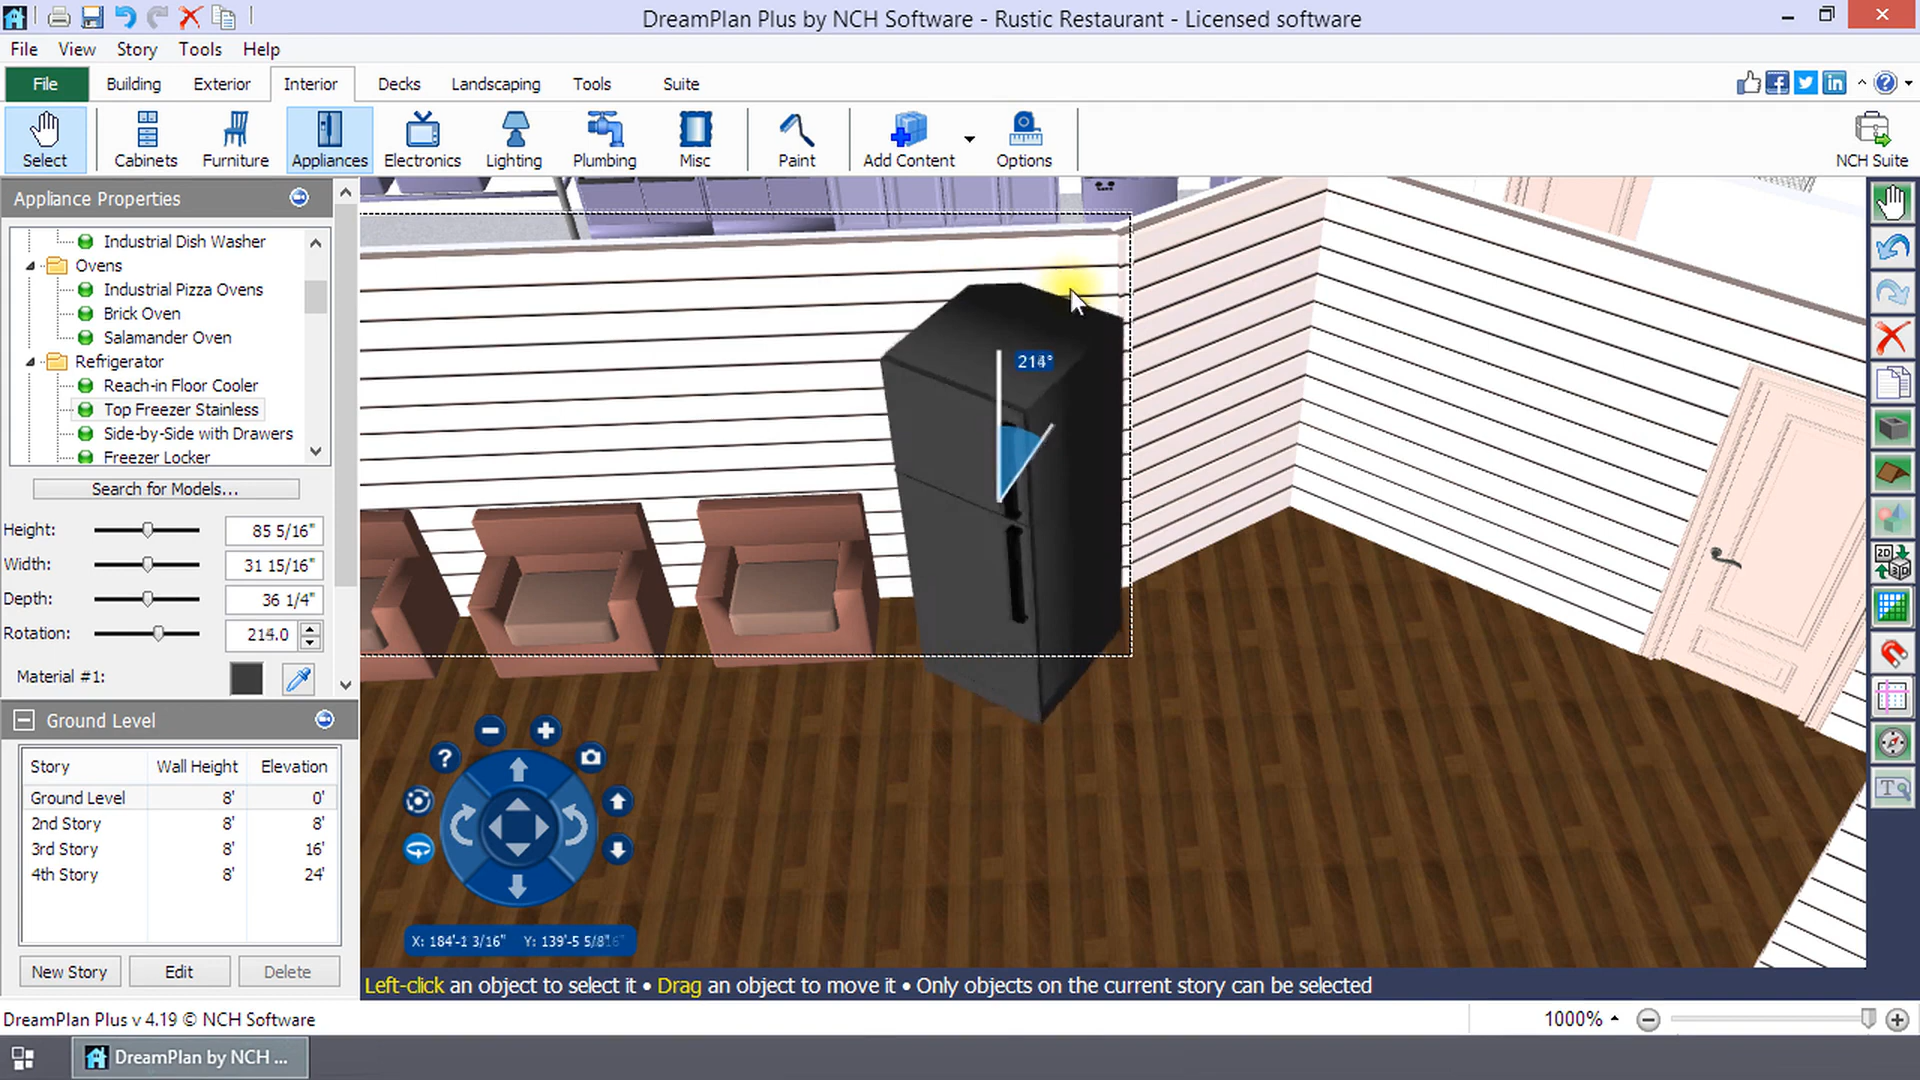 DreamPlan Plus by NCH Software - Rustic Restaurant - Licensed software
File View Story Tools Help
File Building Exterior Interior Decks Landscaping Tools Suite
Select Cabinets Furniture Appliances Electronics Lighting Plumbing Misc Paint Add Content Options NCH Suite
Appliance Properties
Industrial Dish Washer
Ovens
Industrial Pizza Ovens
Brick Oven
Salamander Oven
Refrigerator
Reach-in Floor Cooler
Top Freezer Stainless
Side-by-Side with Drawers
Freezer Locker
Search for Models...
Height: 85 5/16"
Width: 31 15/16"
Depth: 36 1/4"
Rotation: 214.0
Material #1:
214°
Ground Level
Story Wall Height Elevation
Ground Level 8' 0'
2nd Story 8' 8'
3rd Story 8' 16'
4th Story 8' 24'
New Story Edit Delete
X: 184'-1 3/16" Y: 139'-5 5/8"
Left-click an object to select it • Drag an object to move it • Only objects on the current story can be selected
DreamPlan Plus v 4.19 © NCH Software
1000%
DreamPlan by NCH ...